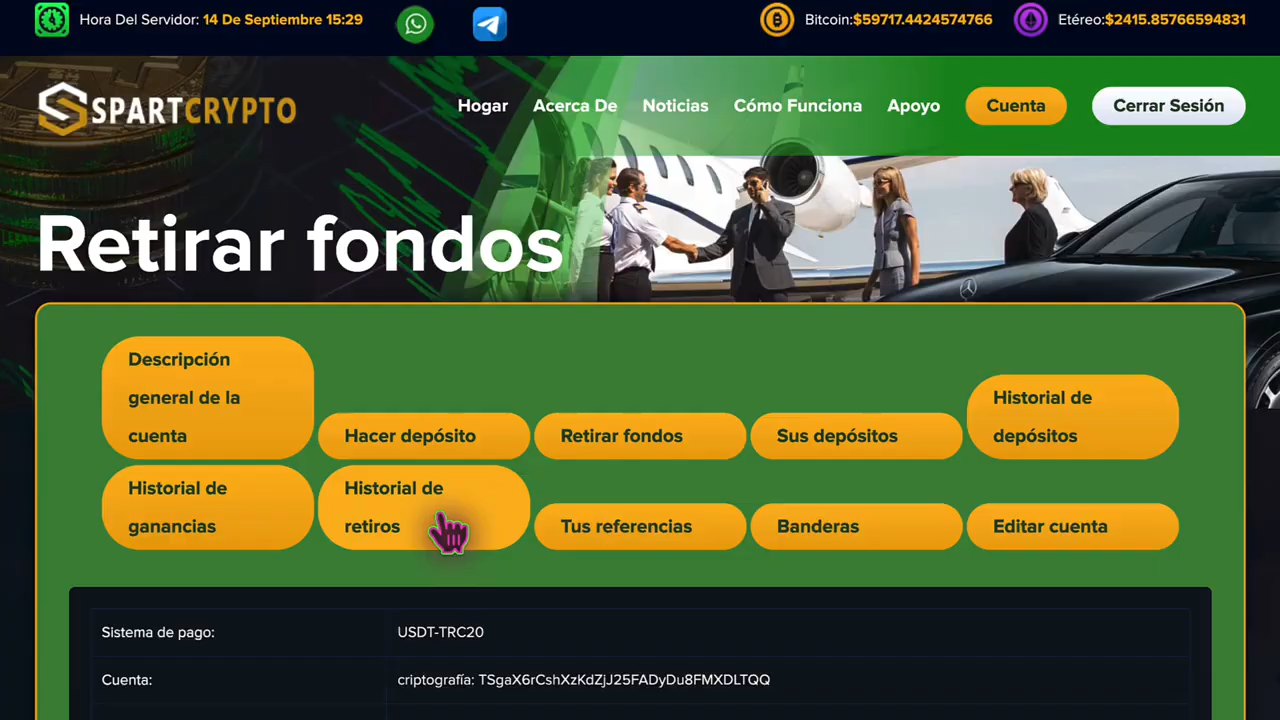 Hora Del Servidor: 14 De Septiembre 15:29
Bitcoin:$59717.4424574766
Etéreo:$2415.85766594831
SPARTCRYPTO
Hogar
Acerca De
Noticias
Cómo Funciona
Apoyo
Cuenta
Cerrar Sesión
Retirar fondos
Descripción
general de la
cuenta
Hacer depósito
Retirar fondos
Sus depósitos
Historial de
depósitos
Historial de
ganancias
Historial de
retiros
Tus referencias
Banderas
Editar cuenta
Sistema de pago:
USDT-TRC20
Cuenta:
criptografía: TSgaX6rCshXzKdZjJ25FADyDu8FMXDLTQQ